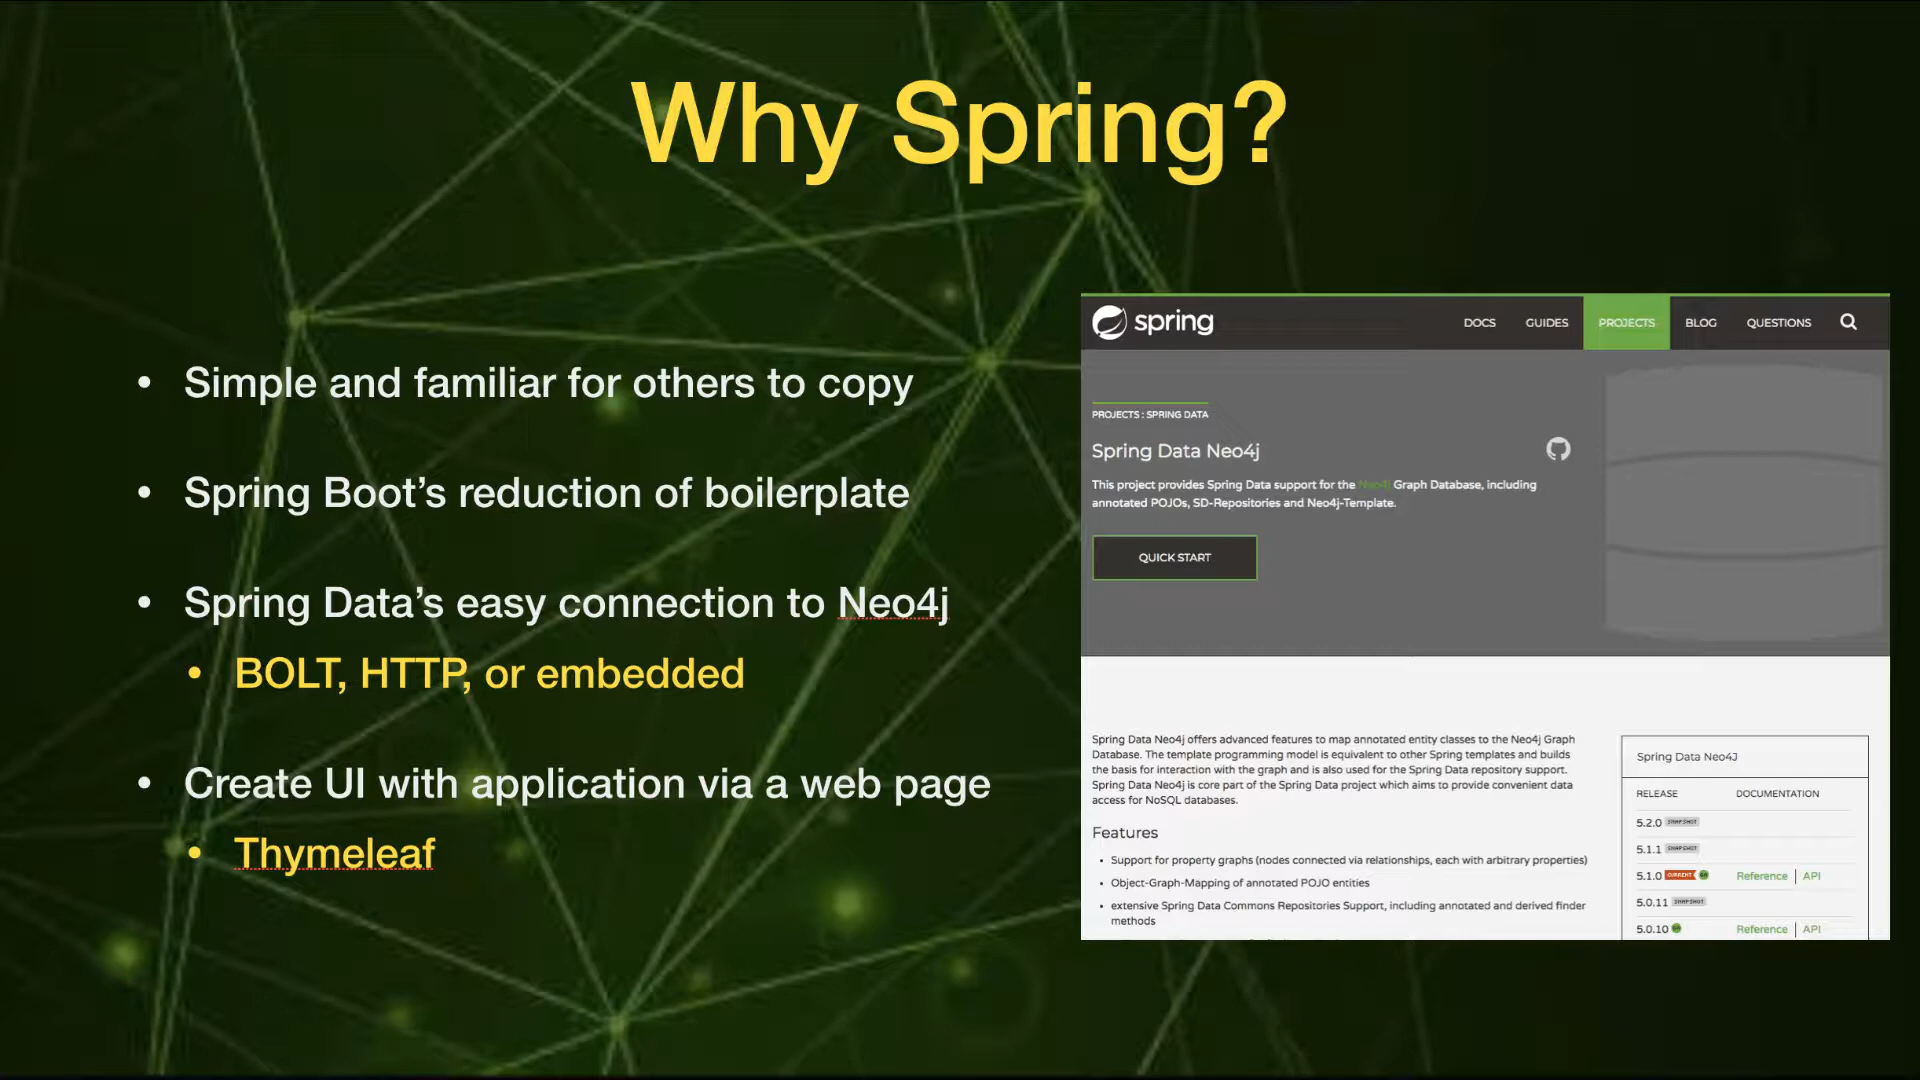 Why Spring?
• Simple and familiar for others to copy
• Spring Boot’s reduction of boilerplate
• Spring Data’s easy connection to Neo4j
• BOLT, HTTP, or embedded
• Create UI with application via a web page
• Thymeleaf
spring
DOCS GUIDES PROJECTS BLOG QUESTIONS
PROJECTS : SPRING DATA
Spring Data Neo4j
This project provides Spring Data support for the Neo4j Graph Database, including
annotated POJOs, SD-Repositories and Neo4j-Template.
QUICK START
Spring Data Neo4j offers advanced features to map annotated entity classes to the Neo4j Graph
Database. The template programming model is equivalent to other Spring templates and builds
the basis for interaction with the graph and is also used for the Spring Data repository support.
Spring Data Neo4j is core part of the Spring Data project which aims to provide convenient data
access for NoSQL databases.
Features
• Support for property graphs (nodes connected via relationships, each with arbitrary properties)
• Object-Graph-Mapping of annotated POJO entities
• extensive Spring Data Commons Repositories Support, including annotated and derived finder
methods
Spring Data Neo4J
RELEASE DOCUMENTATION
5.2.0 SNAPSHOT
5.1.1 SNAPSHOT
5.1.0 CURRENT Reference | API
5.0.11 SNAPSHOT
5.0.10 Reference | API